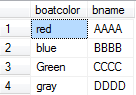 boatcolor bname
1 red AAAA
2 blue BBBB
3 Green CCCC
4 gray DDDD